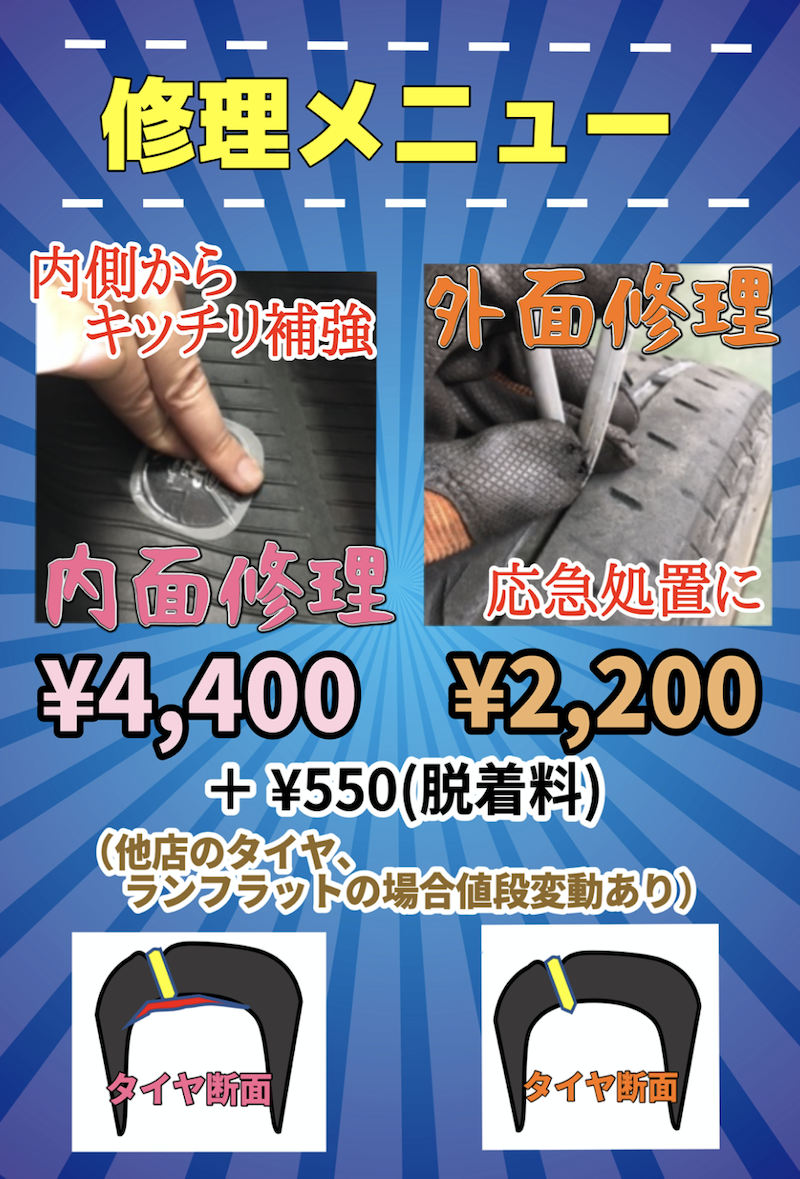 修理メニュー
内側から
キッチリ補強
内面修理
¥4,400
外面修理
応急処置に
¥2,200
＋¥550(脱着料)
（他店のタイヤ、
ランフラットの場合値段変動あり）
タイヤ断面
タイヤ断面